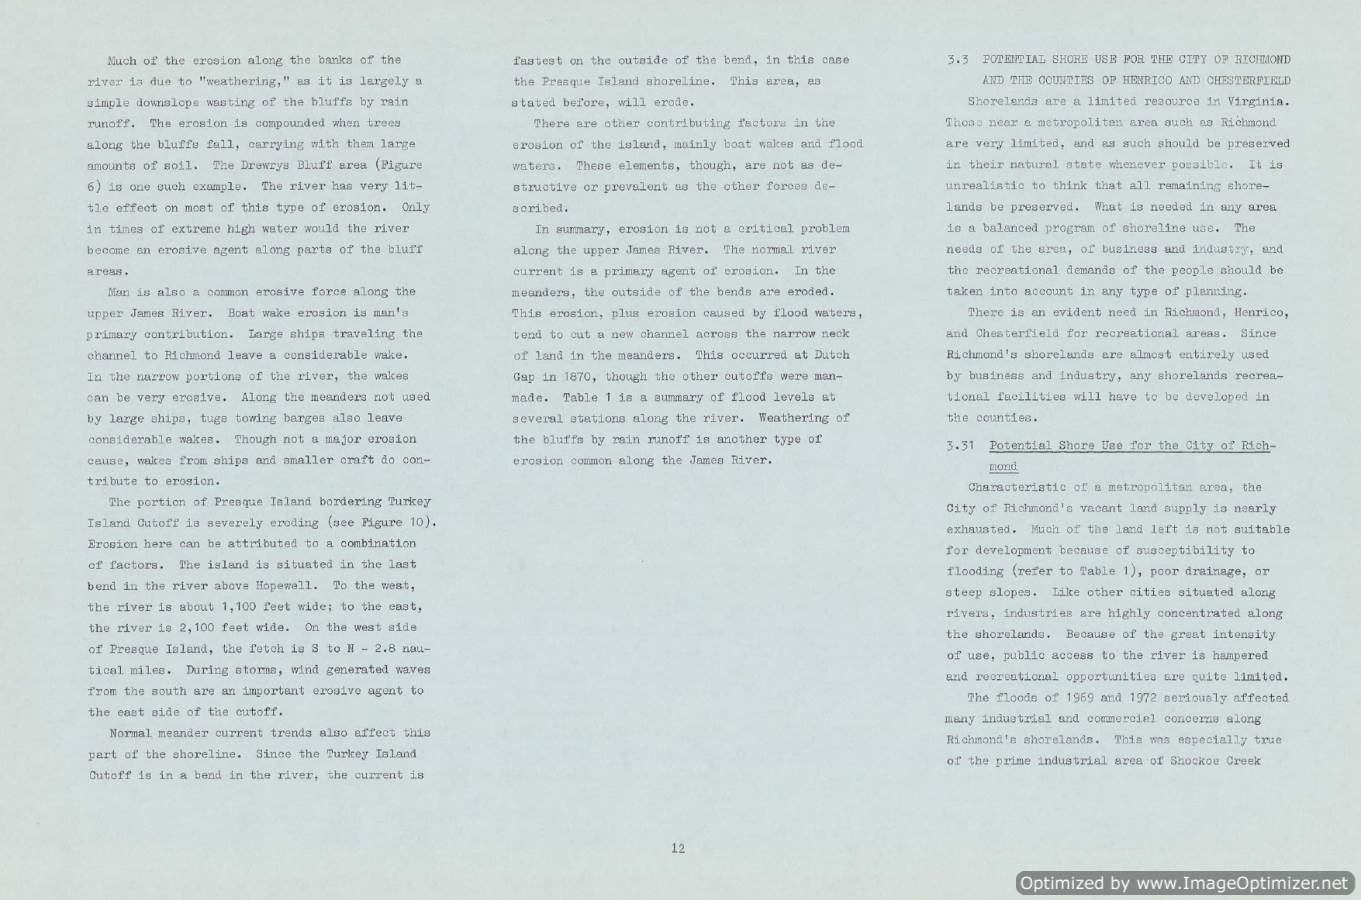 Much of the erosion along the banks of the
river is due to "weathering," as it is largely a
simple downslope wasting of the bluffs by rain
runoff. The erosion is compounded when trees
along the bluffs fall, carrying with them large
amounts of soil. The Drewrys Bluff area (Figure
6) is one such example. The river has very lit-
tle effect on most of this type of erosion. Only
in times of extreme high water would the river
become an erosive agent along parts of the bluff
areas.
Man is also a common erosive force along the
upper James River. Boat wake erosion is man's
primary contribution. Large ships traveling the
channel to Richmond leave a considerable wake.
In the narrow portions of the river, the wakes
can be very erosive. Along the meanders not used
by large ships, tugs towing barges also leave
considerable wakes. Though not a major erosion
cause, wakes from ships and smaller craft do con-
tribute to erosion.
The portion of Presque Island bordering Turkey
Island Cutoff is severely eroding (see Figure 10).
Erosion here can be attributed to a combination
of factors. The island is situated in the last
bend in the river above Hopewell. To the west,
the river is about 1,100 feet wide; to the east,
the river is 2,100 feet wide. On the west side
of Presque Island, the fetch is S to N - 2.8 nau-
tical miles. During storms, wind generated waves
from the south are an important erosive agent to
the east side of the cutoff.
Normal meander current trends also affect this
part of the shoreline. Since the Turkey Island
Cutoff is in a bend in the river, the current is
fastest on the outside of the bend, in this case
the Presque Island shoreline. This area, as
stated before, will erode.
There are other contributing factors in the
erosion of the island, mainly boat wakes and flood
waters. These elements, though, are not as de-
structive or prevalent as the other forces de-
scribed.
In summary, erosion is not a critical problem
along the upper James River. The normal river
current is a primary agent of erosion. In the
meanders, the outside of the bends are eroded.
This erosion, plus erosion caused by flood waters,
tend to cut a new channel across the narrow neck
of land in the meanders. This occurred at Dutch
Gap in 1870, though the other cutoffs were man-
made. Table 1 is a summary of flood levels at
several stations along the river. Weathering of
the bluffs by rain runoff is another type of
erosion common along the James River.
3.3 POTENTIAL SHORE USE FOR THE CITY OF RICHMOND
AND THE COUNTIES OF HENRICO AND CHESTERFIELD
Shorelands are a limited resource in Virginia.
Those near a metropolitan area such as Richmond
are very limited, and as such should be preserved
in their natural state whenever possible. It is
unrealistic to think that all remaining shore-
lands be preserved. What is needed in any area
is a balanced program of shoreline use. The
needs of the area, of business and industry, and
the recreational demands of the people should be
taken into account in any type of planning.
There is an evident need in Richmond, Henrico,
and Chesterfield for recreational areas. Since
Richmond's shorelands are almost entirely used
by business and industry, any shorelands recrea-
tional facilities will have to be developed in
the counties.
3.31 Potential Shore Use for the City of Rich-
mond
Characteristic of a metropolitan area, the
City of Richmond's vacant land supply is nearly
exhausted. Much of the land left is not suitable
for development because of susceptibility to
flooding (refer to Table 1), poor drainage, or
steep slopes. Like other cities situated along
rivers, industries are highly concentrated along
the shorelands. Because of the great intensity
of use, public access to the river is hampered
and recreational opportunities are quite limited.
The floods of 1969 and 1972 seriously affected
many industrial and commercial concerns along
Richmond's shorelands. This was especially true
of the prime industrial area of Shockoe Creek
12
Optimized by www.ImageOptimizer.net